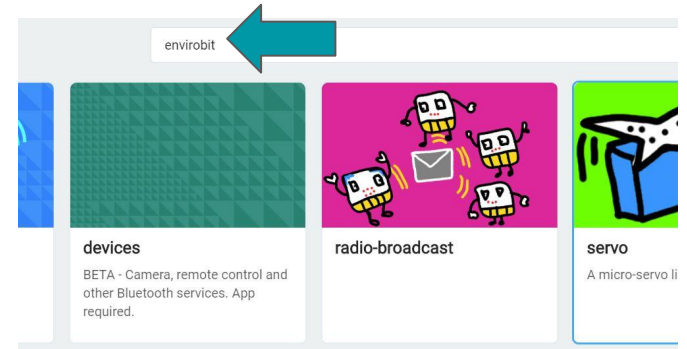 envirobit
devices
BETA - Camera, remote control and
other Bluetooth services. App
required.
radio-broadcast
servo
A micro-servo li